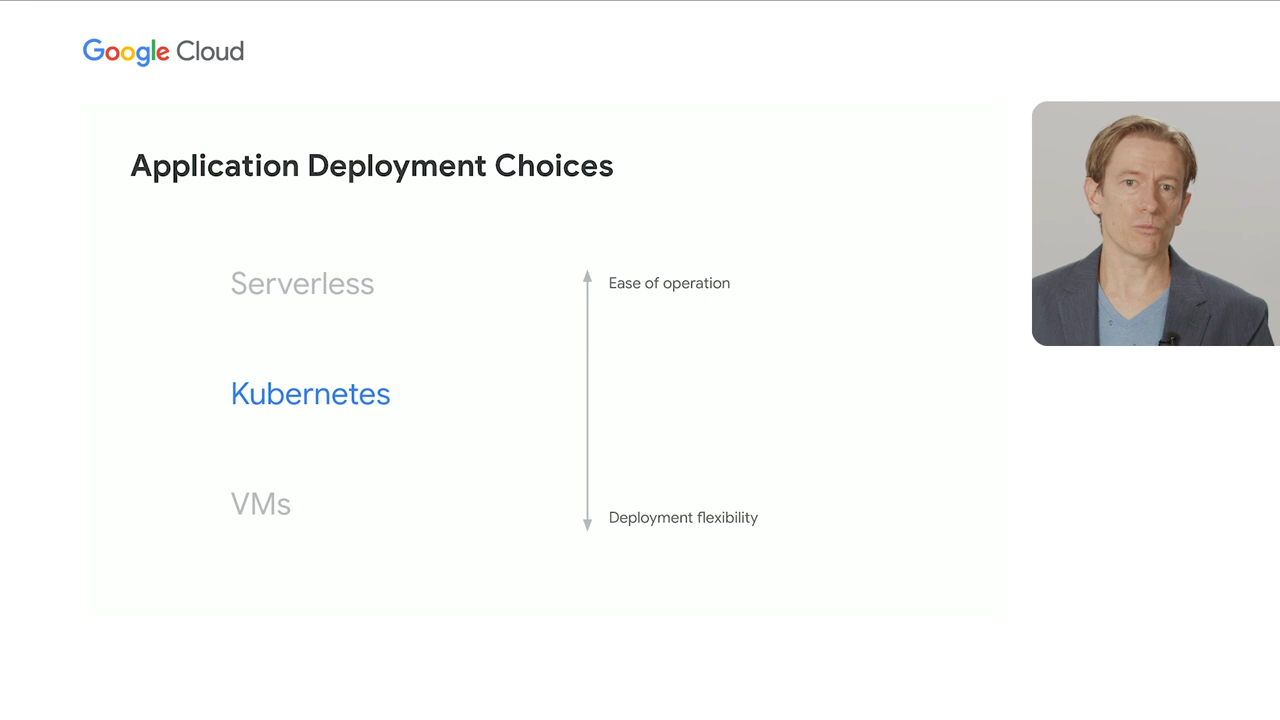 Google Cloud
Application Deployment Choices
Serverless
Ease of operation
Kubernetes
VMs
Deployment flexibility